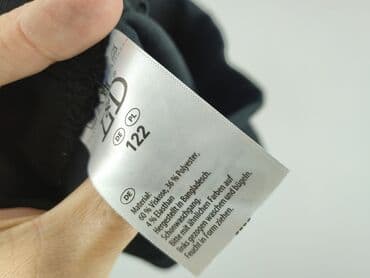 DE PL
122
DE
Material:
60 % Viskose, 36 % Polyester,
4 % Elasthan
Hergestellt in Bangladesch.
Schonwaschgang.
Bitte mit ähnlichen Farben auf
links gezogen waschen und bügeln.
Feucht in Form ziehen.